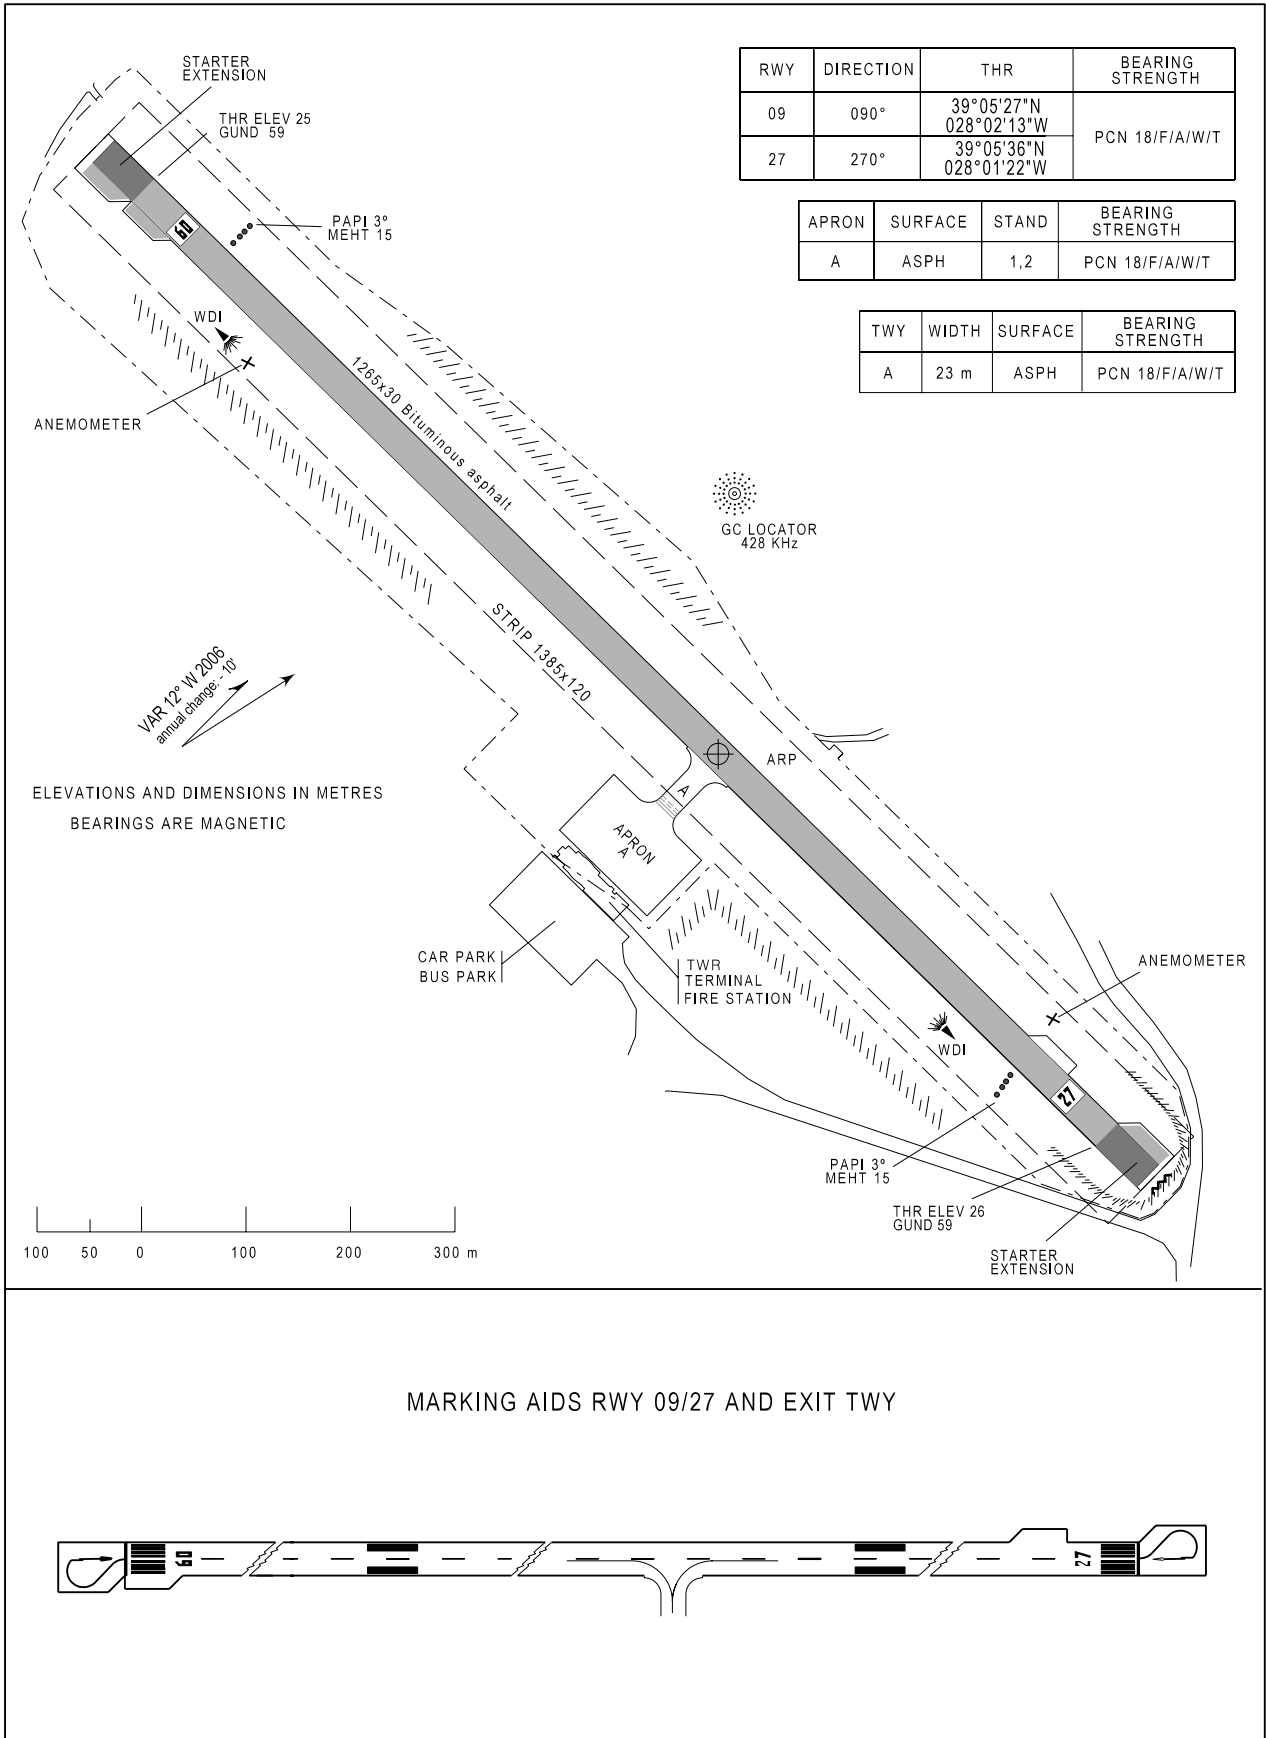 STARTER
EXTENSION
THR ELEV 25
GUND 59
RWY DIRECTION THR BEARING STRENGTH
09 090° 39°05'27"N 028°02'13"W PCN 18/F/A/W/T
27 270° 39°05'36"N 028°01'22"W
APRON SURFACE STAND BEARING STRENGTH
A ASPH 1,2 PCN 18/F/A/W/T
TWY WIDTH SURFACE BEARING STRENGTH
A 23 m ASPH PCN 18/F/A/W/T
09
PAPI 3°
MEHT 15
WDI
ANEMOMETER
1265x30 Bituminous asphalt
GC LOCATOR
428 KHz
STRIP 1385x120
VAR 12° W 2006
annual change: - 10'
ELEVATIONS AND DIMENSIONS IN METRES
BEARINGS ARE MAGNETIC
ARP
A
APRON
A
CAR PARK
BUS PARK
TWR
TERMINAL
FIRE STATION
ANEMOMETER
WDI
27
PAPI 3°
MEHT 15
THR ELEV 26
GUND 59
STARTER
EXTENSION
100 50 0 100 200 300 m
MARKING AIDS RWY 09/27 AND EXIT TWY
09
27